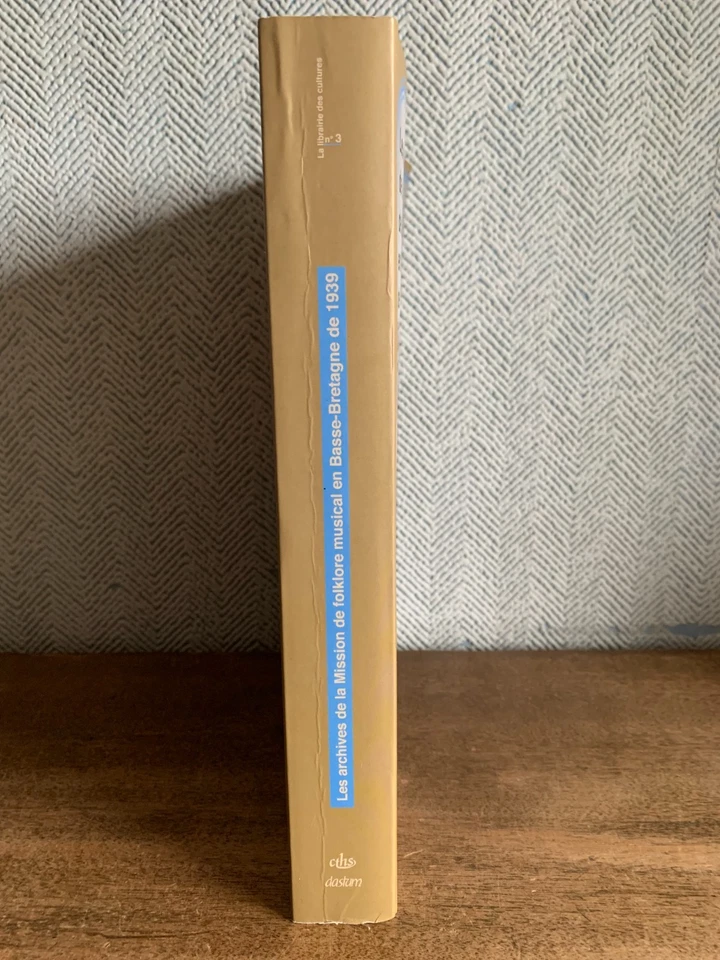 La librairie des cultures
n° 3
Les archives de la Mission de folklore musical en Basse-Bretagne de 1939
cths
dastum